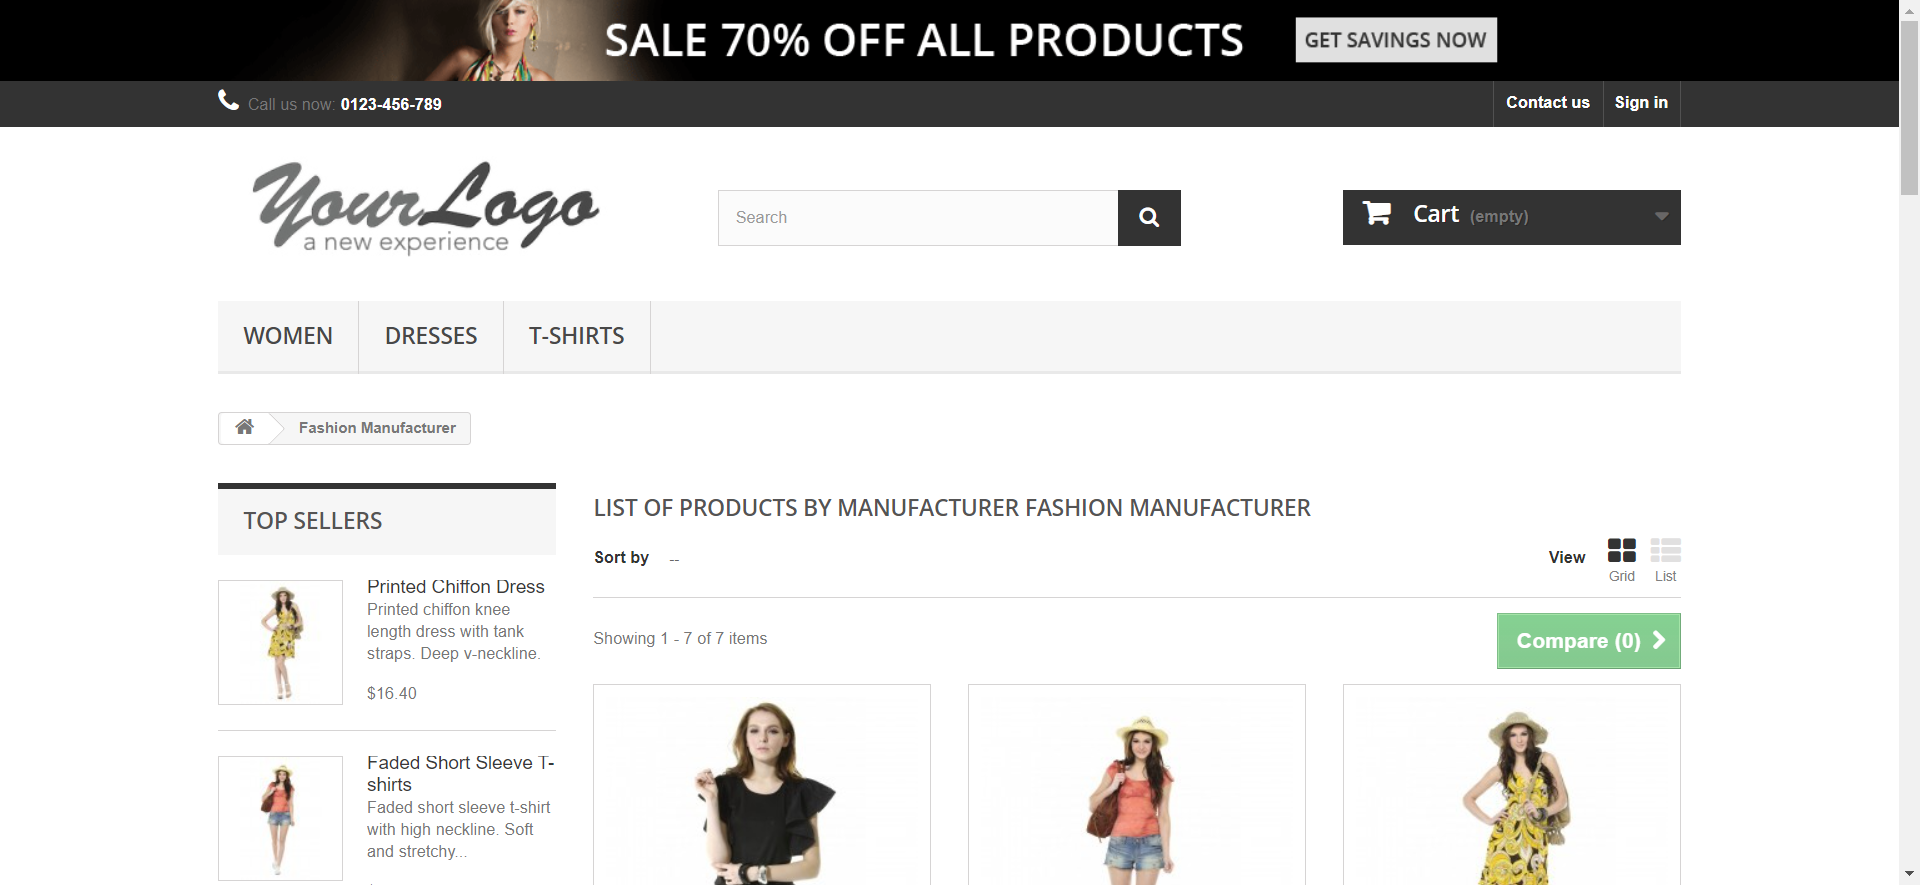 SALE 70% OFF ALL PRODUCTS
GET SAVINGS NOW
Call us now: 0123-456-789
Contact us
Sign in
YourLogo
a new experience
Search
Cart (empty)
WOMEN
DRESSES
T-SHIRTS
Fashion Manufacturer
TOP SELLERS
Printed Chiffon Dress
Printed chiffon knee
length dress with tank
straps. Deep v-neckline.
$16.40
Faded Short Sleeve T-
shirts
Faded short sleeve t-shirt
with high neckline. Soft
and stretchy...
LIST OF PRODUCTS BY MANUFACTURER FASHION MANUFACTURER
Sort by --
View
Grid
List
Showing 1 - 7 of 7 items
Compare (0)